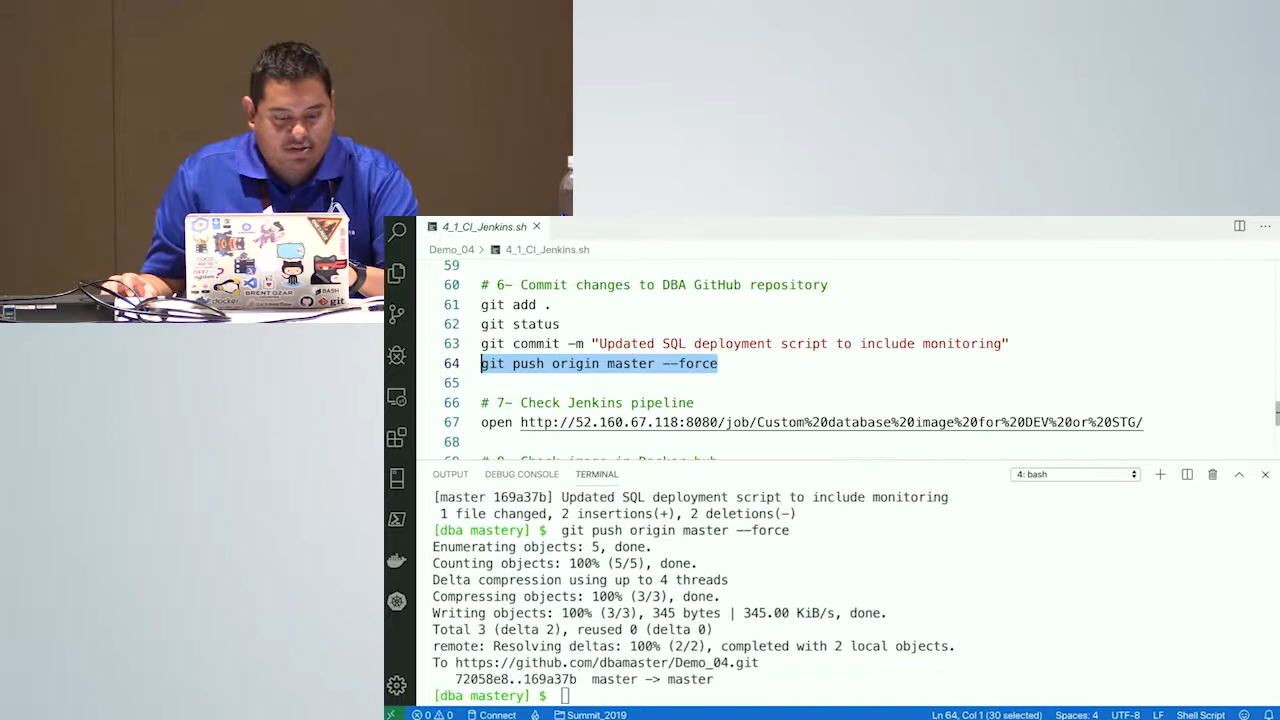 docker
BRENT OZAR
BASH
git
4_1_CI_Jenkins.sh
Demo_04 > 4_1_CI_Jenkins.sh
59
60 # 6- Commit changes to DBA GitHub repository
61 git add .
62 git status
63 git commit -m "Updated SQL deployment script to include monitoring"
64 git push origin master --force
65
66 # 7- Check Jenkins pipeline
67 open http://52.160.67.118:8080/job/Custom%20database%20image%20for%20DEV%20or%20STG/
68
OUTPUT DEBUG CONSOLE TERMINAL 4: bash
[master 169a37b] Updated SQL deployment script to include monitoring
1 file changed, 2 insertions(+), 2 deletions(-)
[dba mastery] $ git push origin master --force
Enumerating objects: 5, done.
Counting objects: 100% (5/5), done.
Delta compression using up to 4 threads
Compressing objects: 100% (3/3), done.
Writing objects: 100% (3/3), 345 bytes | 345.00 KiB/s, done.
Total 3 (delta 2), reused 0 (delta 0)
remote: Resolving deltas: 100% (2/2), completed with 2 local objects.
To https://github.com/dbamaster/Demo_04.git
72058e8..169a37b master -> master
[dba mastery] $
0 0 Connect Summit_2019 Ln 64, Col 1 (30 selected) Spaces: 4 UTF-8 LF Shell Script